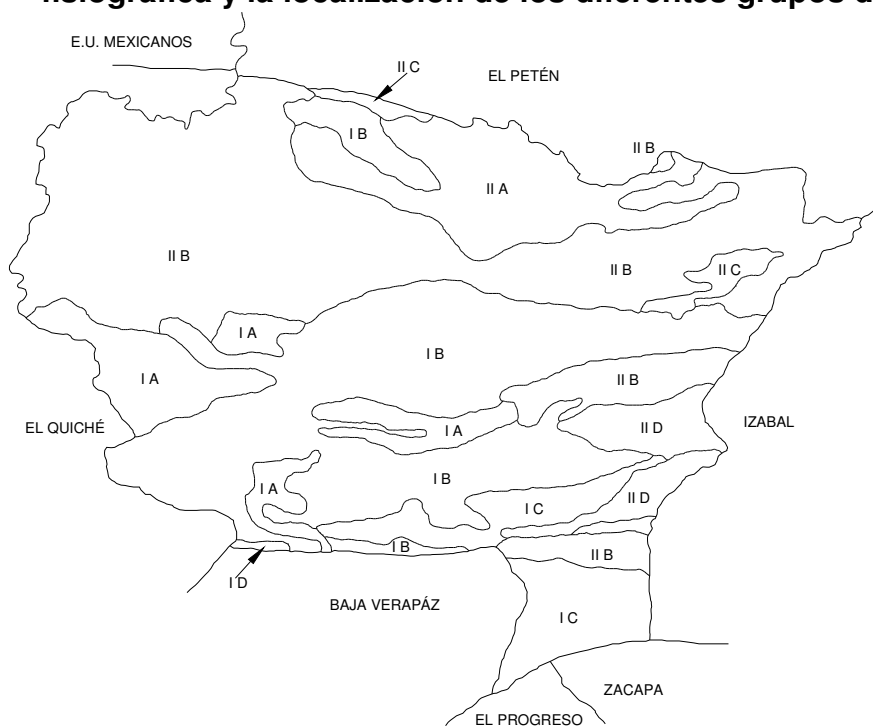 fisiográfica y la localización de los diferentes grupos d
E.U. MEXICANOS
II C
EL PETÉN
I B
II B
II A
II B
II B
II C
I A
I B
I A
II B
EL QUICHÉ
I A
II D
IZABAL
I B
I A
I C
II D
I B
II B
I D
BAJA VERAPÁZ
I C
ZACAPA
EL PROGRESO